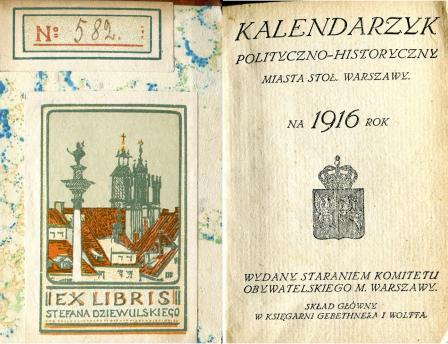 No 582.
EX LIBRIS
STEFANA DZIEWULSKIEGO
KALENDARZYK
POLITYCZNO-HISTORYCZNY
MIASTA STOŁ. WARSZAWY.
NA 1916 ROK
WYDANY STARANIEM KOMITETU
OBYWATELSKIEGO M. WARSZAWY.
SKŁAD GŁÓWNY
W KSIĘGARNI GEBETHNERA I WOLFFA.